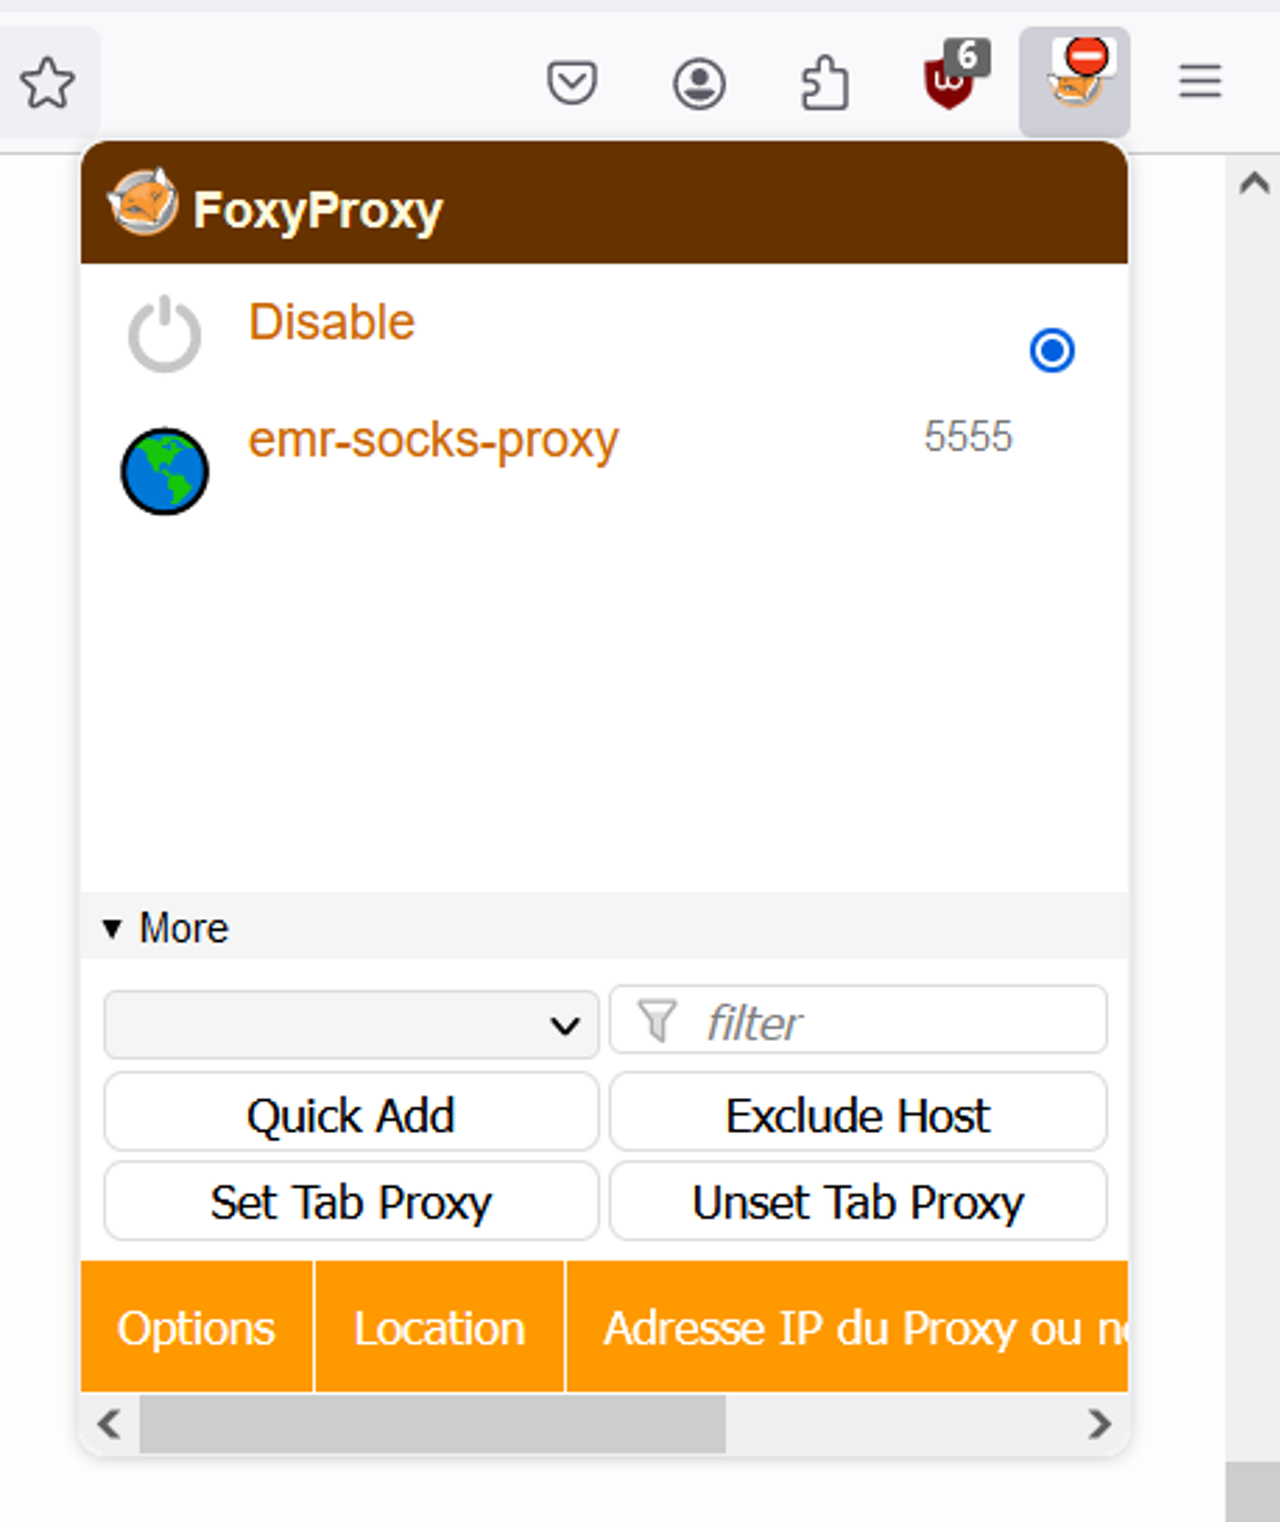 6
FoxyProxy
Disable
emr-socks-proxy 5555
▼ More
filter
Quick Add Exclude Host
Set Tab Proxy Unset Tab Proxy
Options Location Adresse IP du Proxy ou